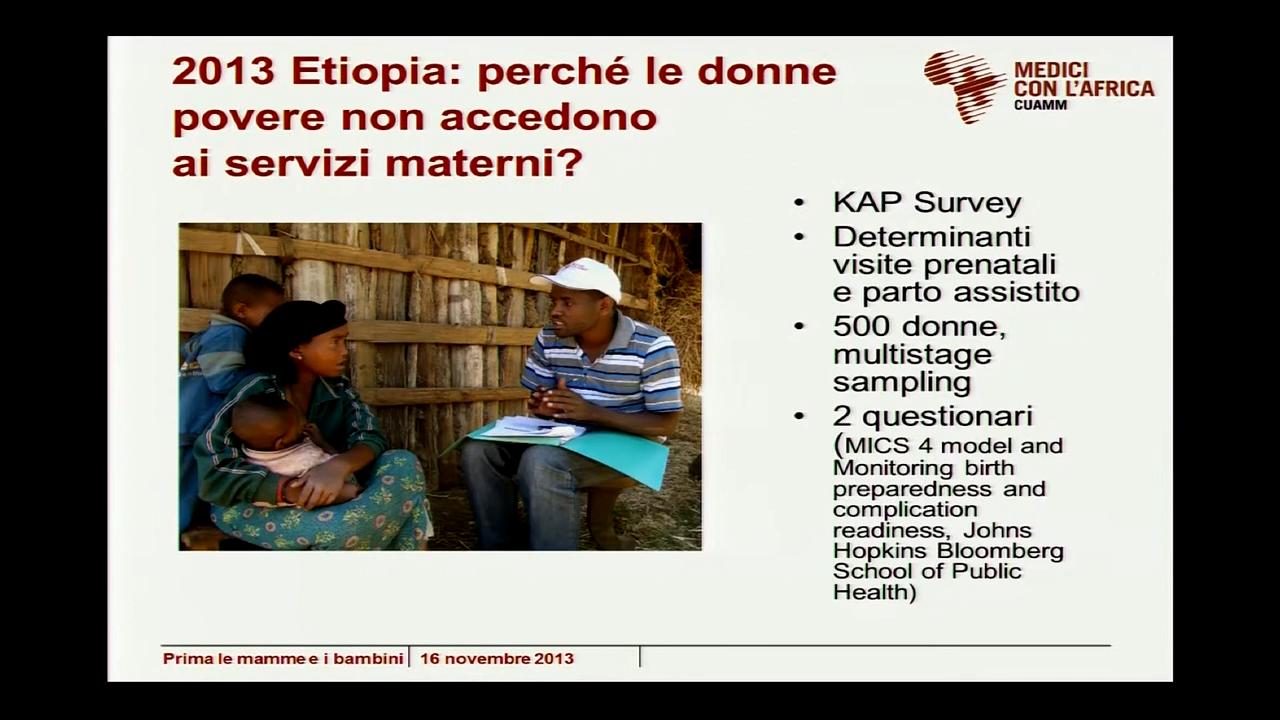 2013 Etiopia: perché le donne
povere non accedono
ai servizi materni?
MEDICI
CON L'AFRICA
CUAMM
• KAP Survey
• Determinanti
visite prenatali
e parto assistito
• 500 donne,
multistage
sampling
• 2 questionari
(MICS 4 model and
Monitoring birth
preparedness and
complication
readiness, Johns
Hopkins Bloomberg
School of Public
Health)
Prima le mamme e i bambini
16 novembre 2013